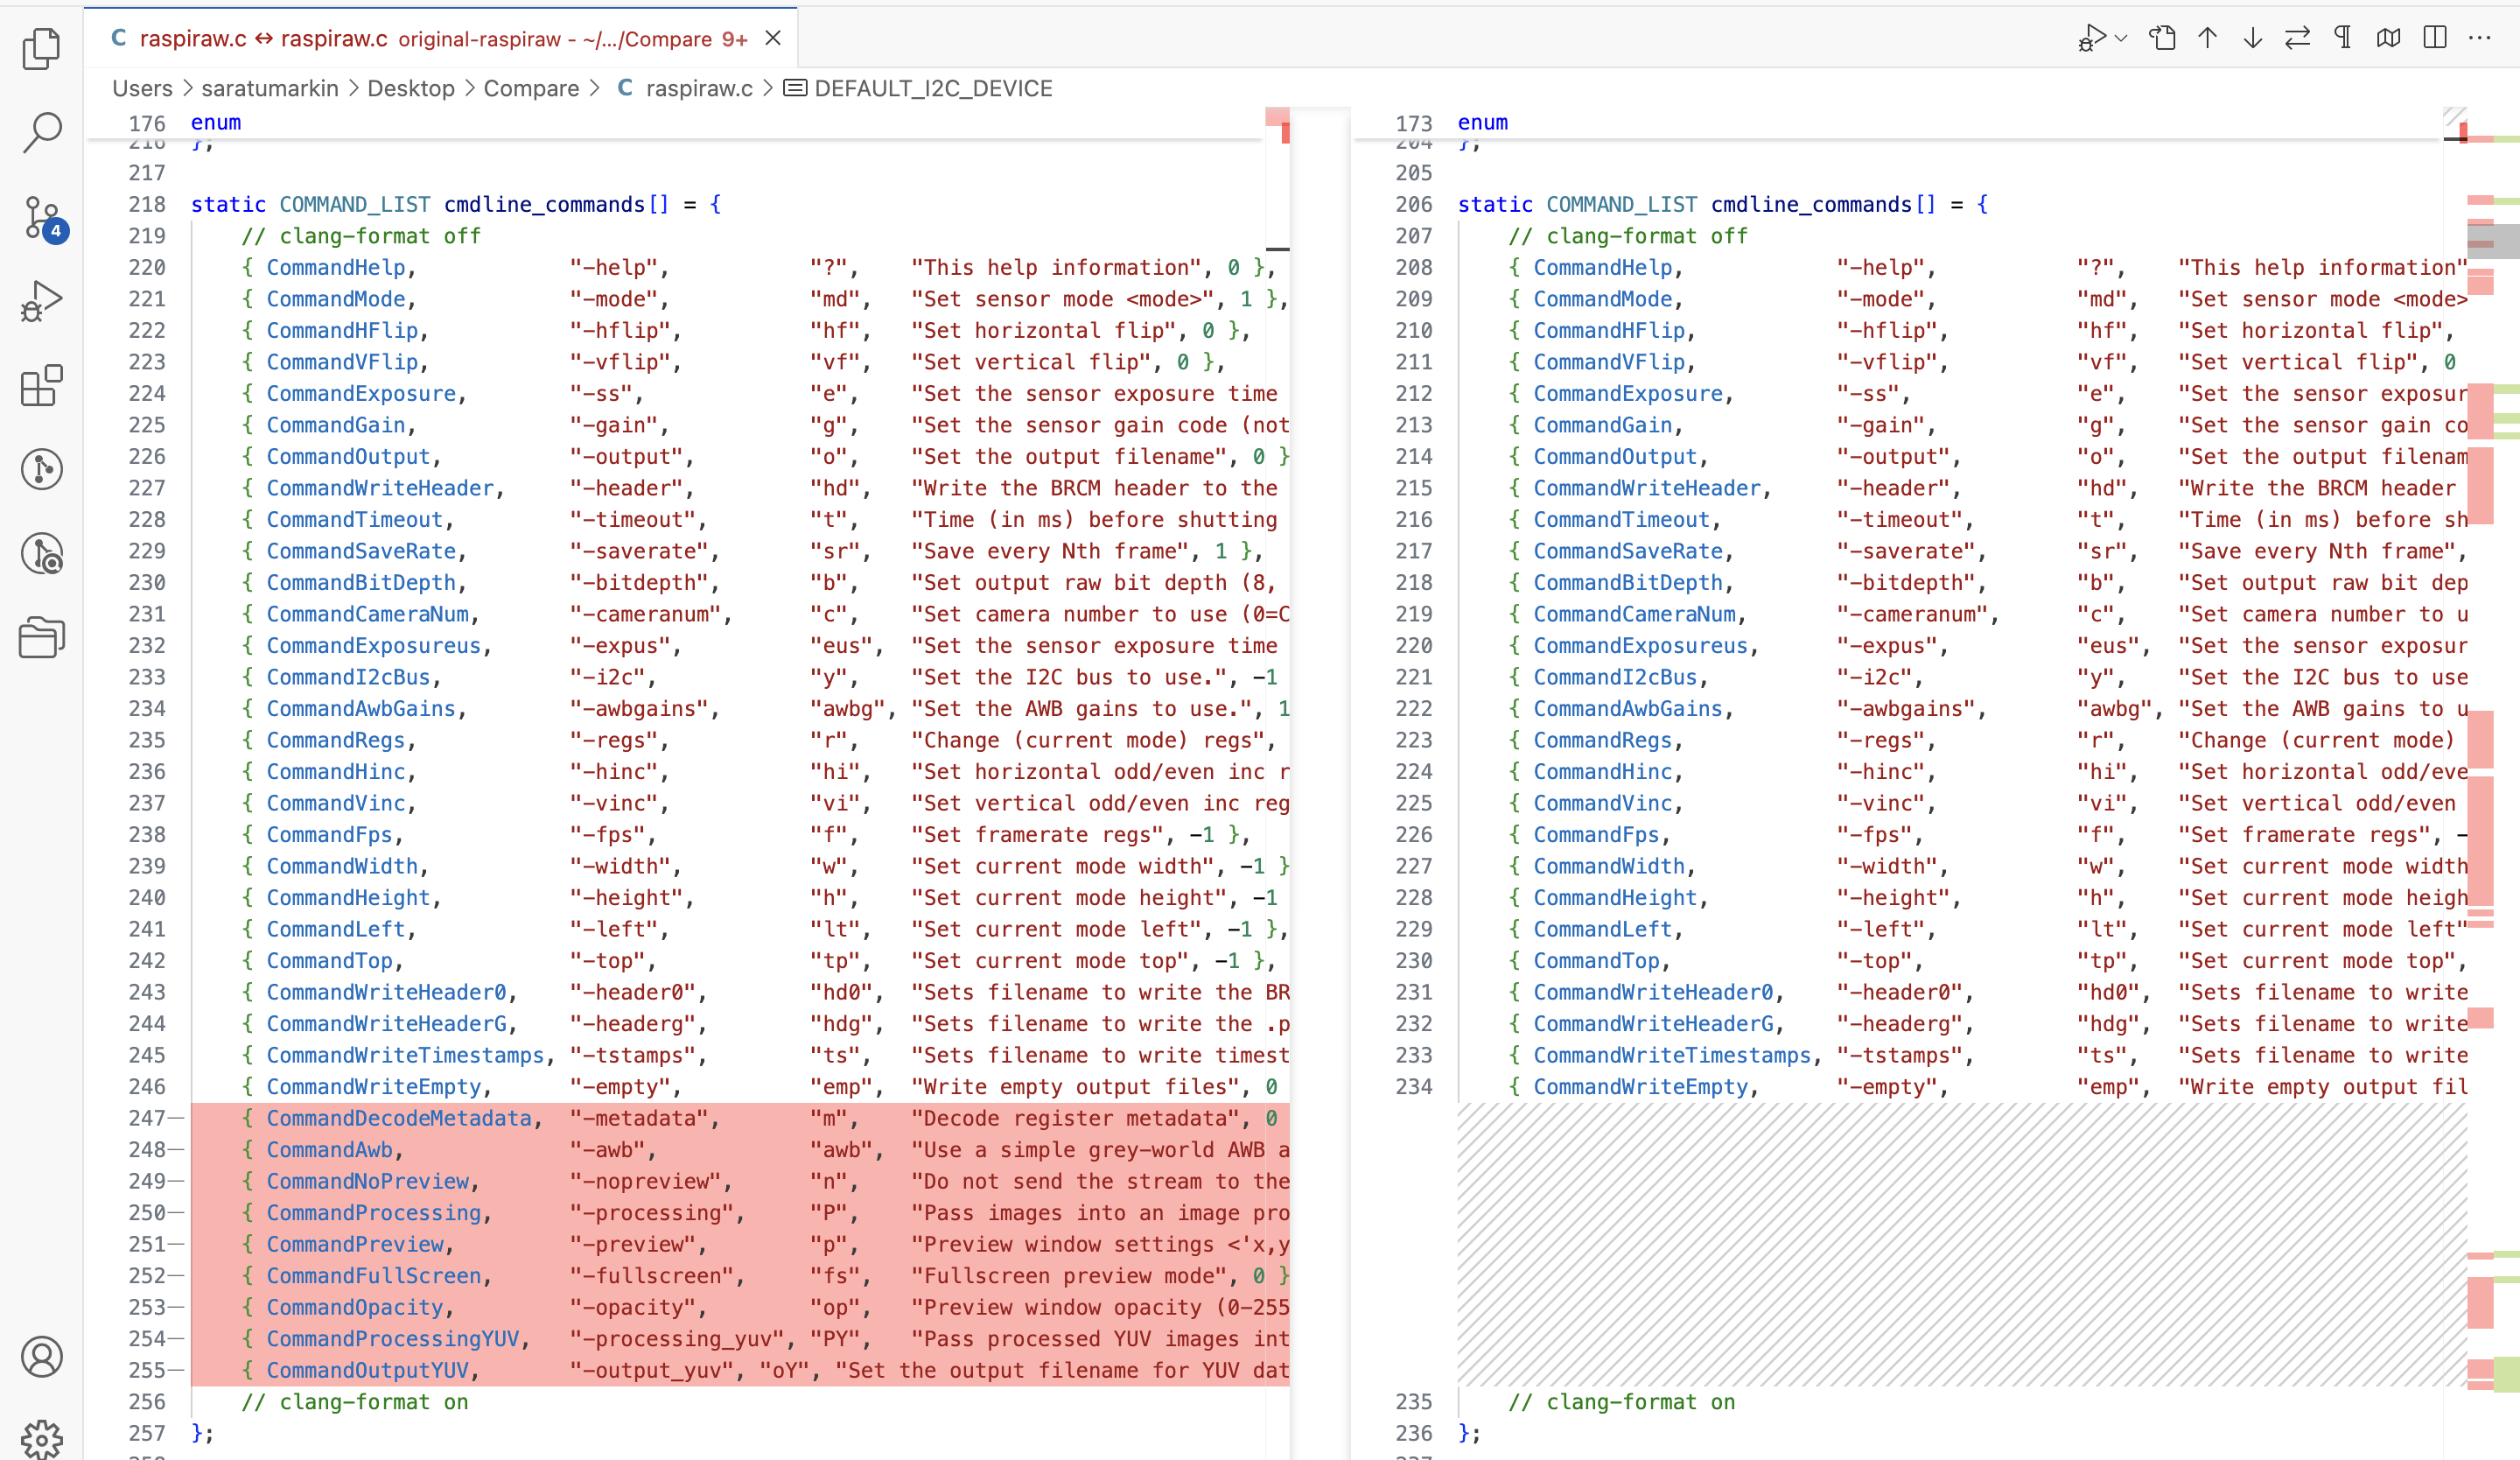 raspiraw.c ↔ raspiraw.c original-raspiraw - ~/.../Compare 9+
Users > saratumarkin > Desktop > Compare > C raspiraw.c > DEFAULT_I2C_DEVICE
4
176 enum
216 };
217
218 static COMMAND_LIST cmdline_commands[] = {
219 // clang-format off
220 { CommandHelp, "-help", "?", "This help information", 0 },
221 { CommandMode, "-mode", "md", "Set sensor mode <mode>", 1 },
222 { CommandHFlip, "-hflip", "hf", "Set horizontal flip", 0 },
223 { CommandVFlip, "-vflip", "vf", "Set vertical flip", 0 },
224 { CommandExposure, "-ss", "e", "Set the sensor exposure time
225 { CommandGain, "-gain", "g", "Set the sensor gain code (not
226 { CommandOutput, "-output", "o", "Set the output filename", 0 }
227 { CommandWriteHeader, "-header", "hd", "Write the BRCM header to the
228 { CommandTimeout, "-timeout", "t", "Time (in ms) before shutting
229 { CommandSaveRate, "-saverate", "sr", "Save every Nth frame", 1 },
230 { CommandBitDepth, "-bitdepth", "b", "Set output raw bit depth (8,
231 { CommandCameraNum, "-cameranum", "c", "Set camera number to use (0=C
232 { CommandExposureus, "-expus", "eus", "Set the sensor exposure time
233 { CommandI2cBus, "-i2c", "y", "Set the I2C bus to use.", -1
234 { CommandAwbGains, "-awbgains", "awbg", "Set the AWB gains to use.", 1
235 { CommandRegs, "-regs", "r", "Change (current mode) regs",
236 { CommandHinc, "-hinc", "hi", "Set horizontal odd/even inc r
237 { CommandVinc, "-vinc", "vi", "Set vertical odd/even inc reg
238 { CommandFps, "-fps", "f", "Set framerate regs", -1 },
239 { CommandWidth, "-width", "w", "Set current mode width", -1 }
240 { CommandHeight, "-height", "h", "Set current mode height", -1
241 { CommandLeft, "-left", "lt", "Set current mode left", -1 },
242 { CommandTop, "-top", "tp", "Set current mode top", -1 },
243 { CommandWriteHeader0, "-header0", "hd0", "Sets filename to write the BR
244 { CommandWriteHeaderG, "-headerg", "hdg", "Sets filename to write the .p
245 { CommandWriteTimestamps, "-tstamps", "ts", "Sets filename to write timest
246 { CommandWriteEmpty, "-empty", "emp", "Write empty output files", 0
247— { CommandDecodeMetadata, "-metadata", "m", "Decode register metadata", 0
248— { CommandAwb, "-awb", "awb", "Use a simple grey-world AWB a
249— { CommandNoPreview, "-nopreview", "n", "Do not send the stream to the
250— { CommandProcessing, "-processing", "P", "Pass images into an image pro
251— { CommandPreview, "-preview", "p", "Preview window settings <'x,y
252— { CommandFullScreen, "-fullscreen", "fs", "Fullscreen preview mode", 0 }
253— { CommandOpacity, "-opacity", "op", "Preview window opacity (0-255
254— { CommandProcessingYUV, "-processing_yuv", "PY", "Pass processed YUV images int
255— { CommandOutputYUV, "-output_yuv", "oY", "Set the output filename for YUV dat
256 // clang-format on
257 };
173 enum
204 };
205
206 static COMMAND_LIST cmdline_commands[] = {
207 // clang-format off
208 { CommandHelp, "-help", "?", "This help information"
209 { CommandMode, "-mode", "md", "Set sensor mode <mode>
210 { CommandHFlip, "-hflip", "hf", "Set horizontal flip",
211 { CommandVFlip, "-vflip", "vf", "Set vertical flip", 0
212 { CommandExposure, "-ss", "e", "Set the sensor exposur
213 { CommandGain, "-gain", "g", "Set the sensor gain co
214 { CommandOutput, "-output", "o", "Set the output filenam
215 { CommandWriteHeader, "-header", "hd", "Write the BRCM header
216 { CommandTimeout, "-timeout", "t", "Time (in ms) before sh
217 { CommandSaveRate, "-saverate", "sr", "Save every Nth frame",
218 { CommandBitDepth, "-bitdepth", "b", "Set output raw bit dep
219 { CommandCameraNum, "-cameranum", "c", "Set camera number to u
220 { CommandExposureus, "-expus", "eus", "Set the sensor exposur
221 { CommandI2cBus, "-i2c", "y", "Set the I2C bus to use
222 { CommandAwbGains, "-awbgains", "awbg", "Set the AWB gains to u
223 { CommandRegs, "-regs", "r", "Change (current mode)
224 { CommandHinc, "-hinc", "hi", "Set horizontal odd/eve
225 { CommandVinc, "-vinc", "vi", "Set vertical odd/even
226 { CommandFps, "-fps", "f", "Set framerate regs", -
227 { CommandWidth, "-width", "w", "Set current mode width
228 { CommandHeight, "-height", "h", "Set current mode heigh
229 { CommandLeft, "-left", "lt", "Set current mode left"
230 { CommandTop, "-top", "tp", "Set current mode top",
231 { CommandWriteHeader0, "-header0", "hd0", "Sets filename to write
232 { CommandWriteHeaderG, "-headerg", "hdg", "Sets filename to write
233 { CommandWriteTimestamps, "-tstamps", "ts", "Sets filename to write
234 { CommandWriteEmpty, "-empty", "emp", "Write empty output fil
235 // clang-format on
236 };